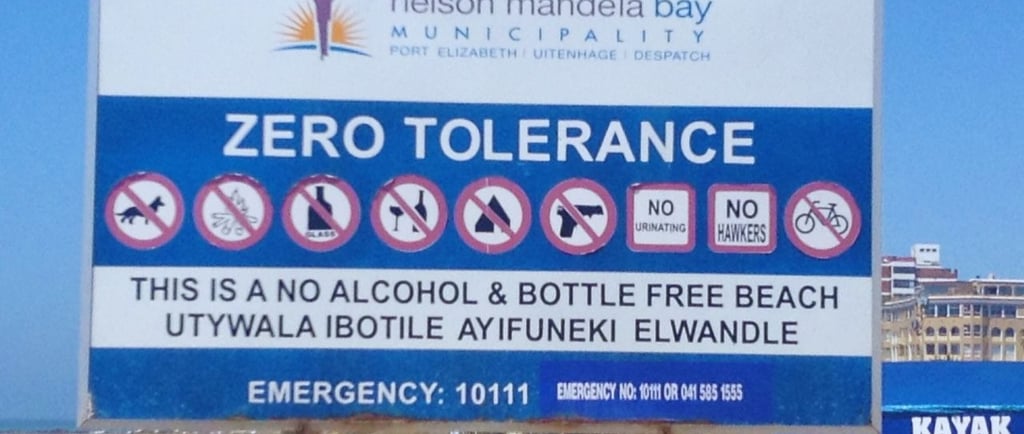 nelson mandela bay
MUNICIPALITY
PORT ELIZABETH | UITENHAGE | DESPATCH
ZERO TOLERANCE
GLASS
NO
URINATING
NO
HAWKERS
THIS IS A NO ALCOHOL & BOTTLE FREE BEACH
UTYWALA IBOTILE AYIFUNEKI ELWANDLE
EMERGENCY: 10111
EMERGENCY NO: 10111 OR 041 585 1555
KAYAK